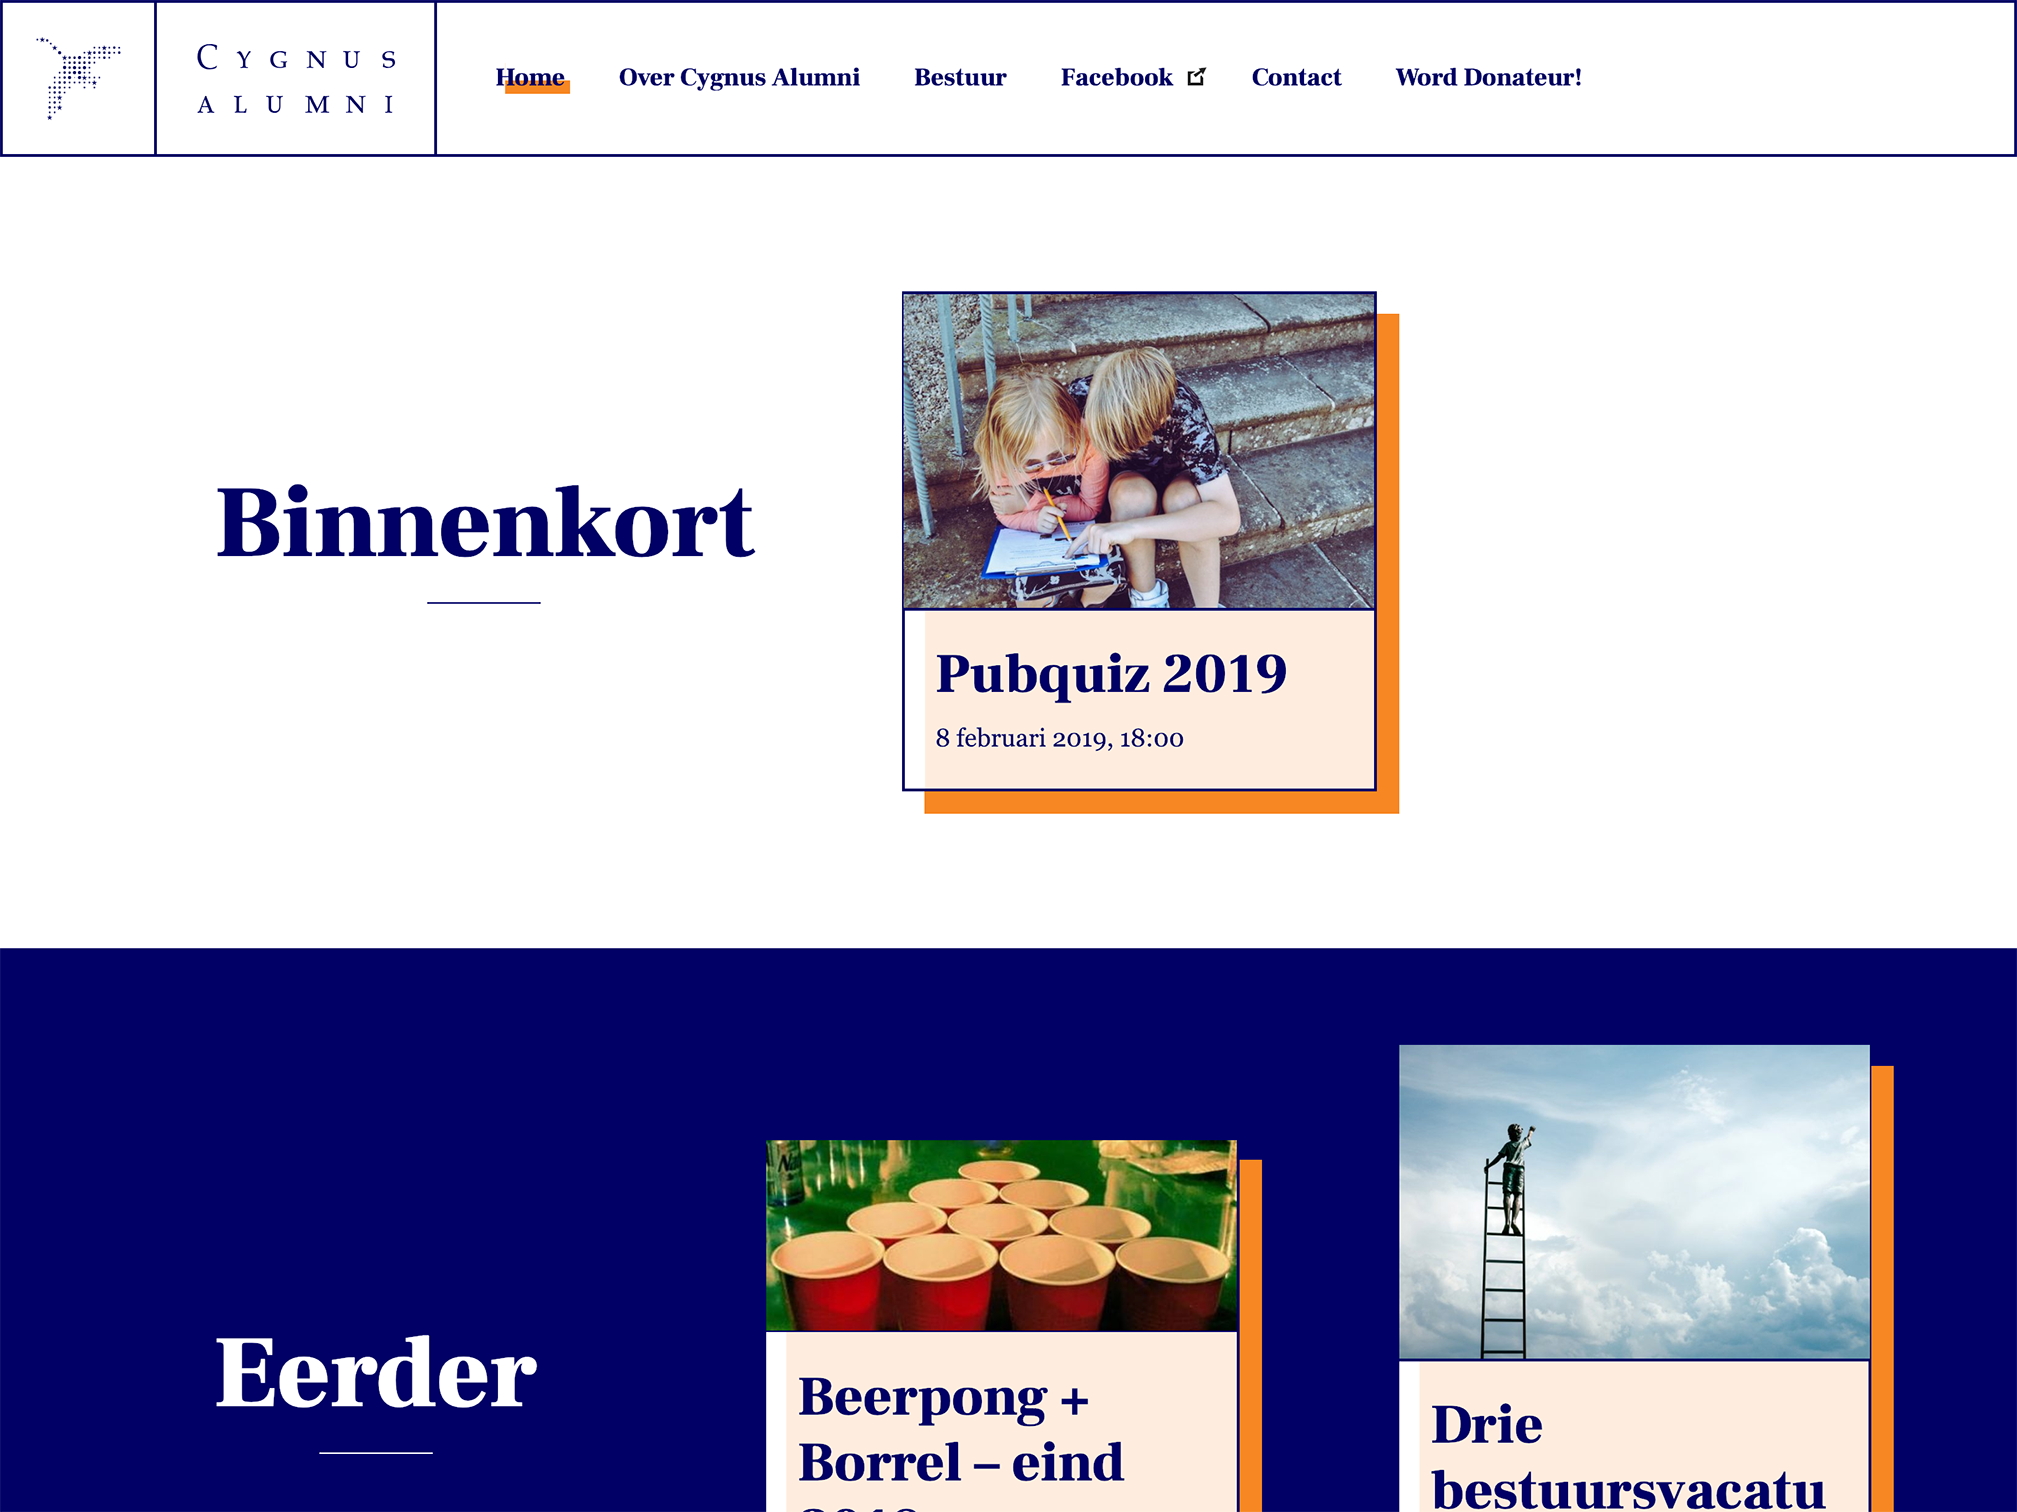 CYGNUS
ALUMNI
Home Over Cygnus Alumni Bestuur Facebook Contact Word Donateur!
Binnenkort
Pubquiz 2019
8 februari 2019, 18:00
Eerder
Beerpong +
Borrel – eind
Drie
bestuursvacatu